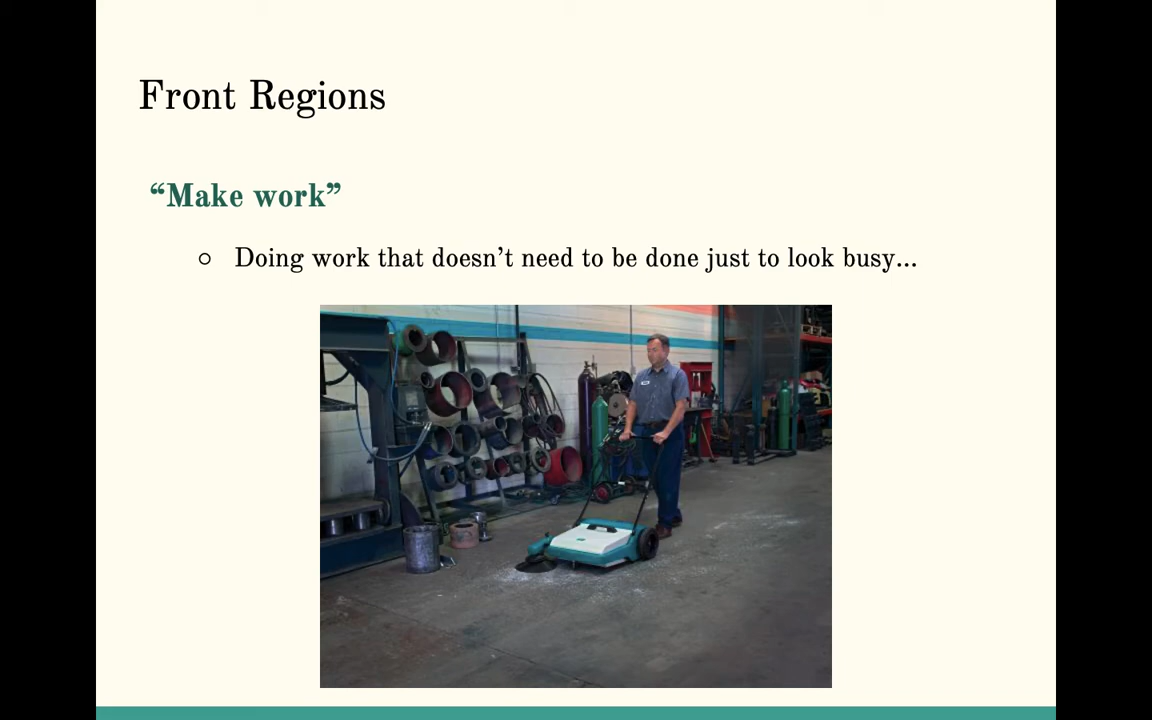 Front Regions
“Make work”
○ Doing work that doesn’t need to be done just to look busy...